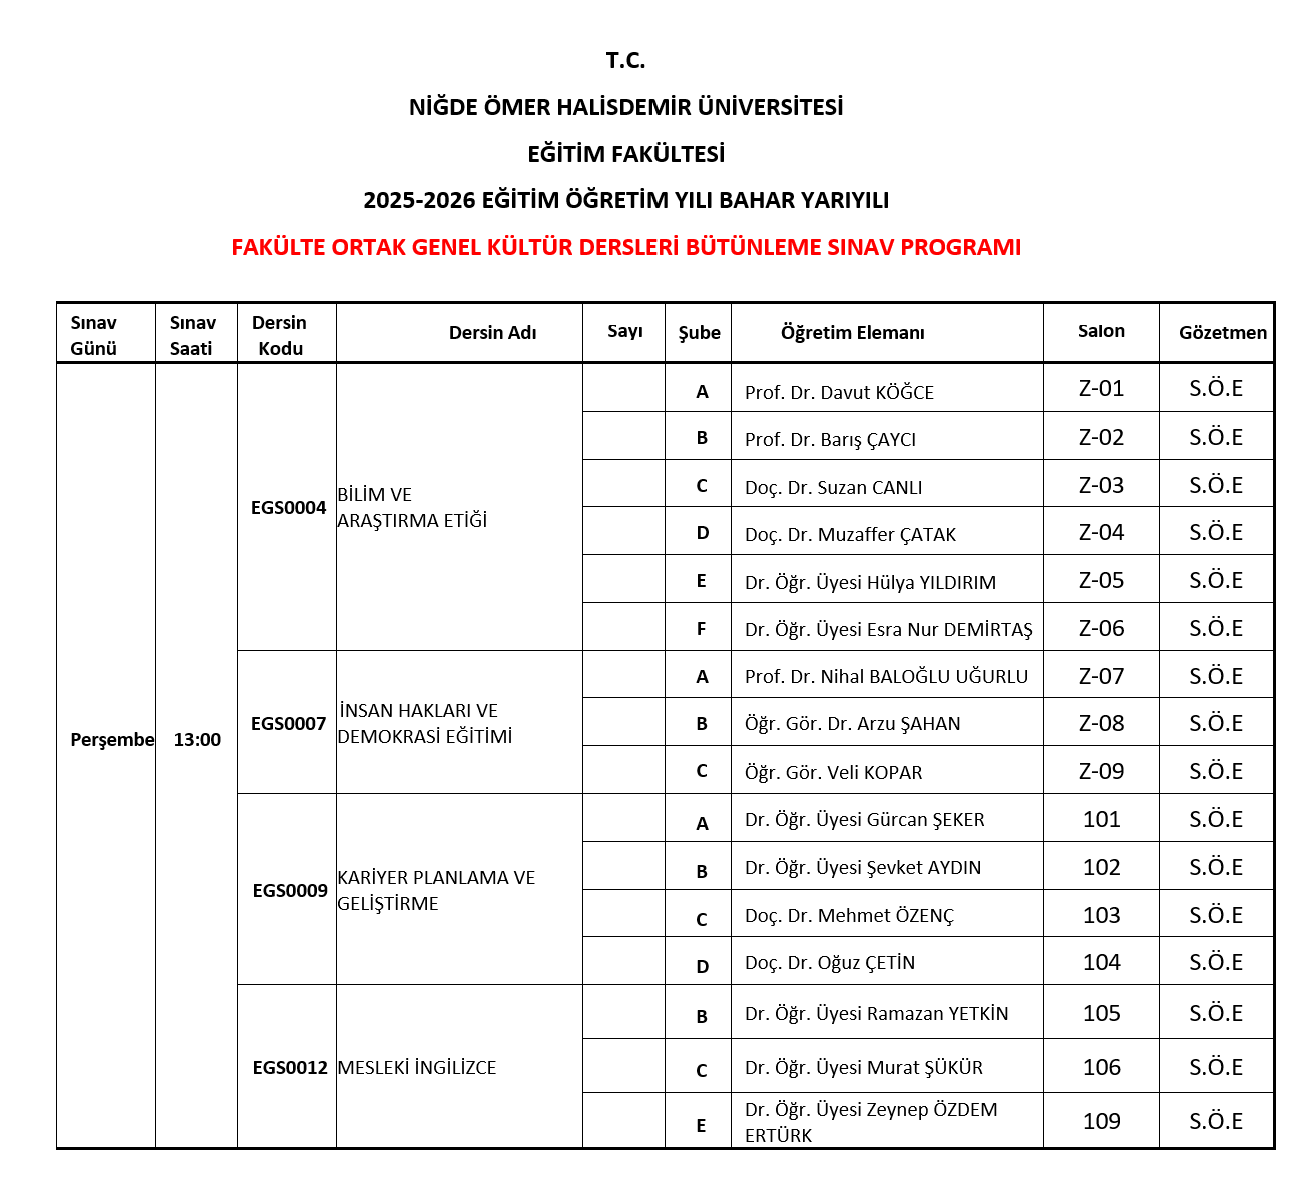 T.C.
NİĞDE ÖMER HALİSDEMİR ÜNİVERSİTESİ
EĞİTİM FAKÜLTESİ
2025-2026 EĞİTİM ÖĞRETİM YILI BAHAR YARIYILI
FAKÜLTE ORTAK GENEL KÜLTÜR DERSLERİ BÜTÜNLEME SINAV PROGRAMI
Sınav Günü Sınav Saati Dersin Kodu Dersin Adı Sayı Şube Öğretim Elemanı Salon Gözetmen
Perşembe 13:00
EGS0004 BİLİM VE
ARAŞTIRMA ETİĞİ
A Prof. Dr. Davut KÖĞCE Z-01 S.Ö.E
B Prof. Dr. Barış ÇAYCI Z-02 S.Ö.E
C Doç. Dr. Suzan CANLI Z-03 S.Ö.E
D Doç. Dr. Muzaffer ÇATAK Z-04 S.Ö.E
E Dr. Öğr. Üyesi Hülya YILDIRIM Z-05 S.Ö.E
F Dr. Öğr. Üyesi Esra Nur DEMİRTAŞ Z-06 S.Ö.E
EGS0007 İNSAN HAKLARI VE
DEMOKRASİ EĞİTİMİ
A Prof. Dr. Nihal BALOĞLU UĞURLU Z-07 S.Ö.E
B Öğr. Gör. Dr. Arzu ŞAHAN Z-08 S.Ö.E
C Öğr. Gör. Veli KOPAR Z-09 S.Ö.E
EGS0009 KARİYER PLANLAMA VE
GELİŞTİRME
A Dr. Öğr. Üyesi Gürcan ŞEKER 101 S.Ö.E
B Dr. Öğr. Üyesi Şevket AYDIN 102 S.Ö.E
C Doç. Dr. Mehmet ÖZENÇ 103 S.Ö.E
D Doç. Dr. Oğuz ÇETİN 104 S.Ö.E
EGS0012 MESLEKİ İNGİLİZCE
B Dr. Öğr. Üyesi Ramazan YETKİN 105 S.Ö.E
C Dr. Öğr. Üyesi Murat ŞÜKÜR 106 S.Ö.E
E Dr. Öğr. Üyesi Zeynep ÖZDEM
ERTÜRK 109 S.Ö.E